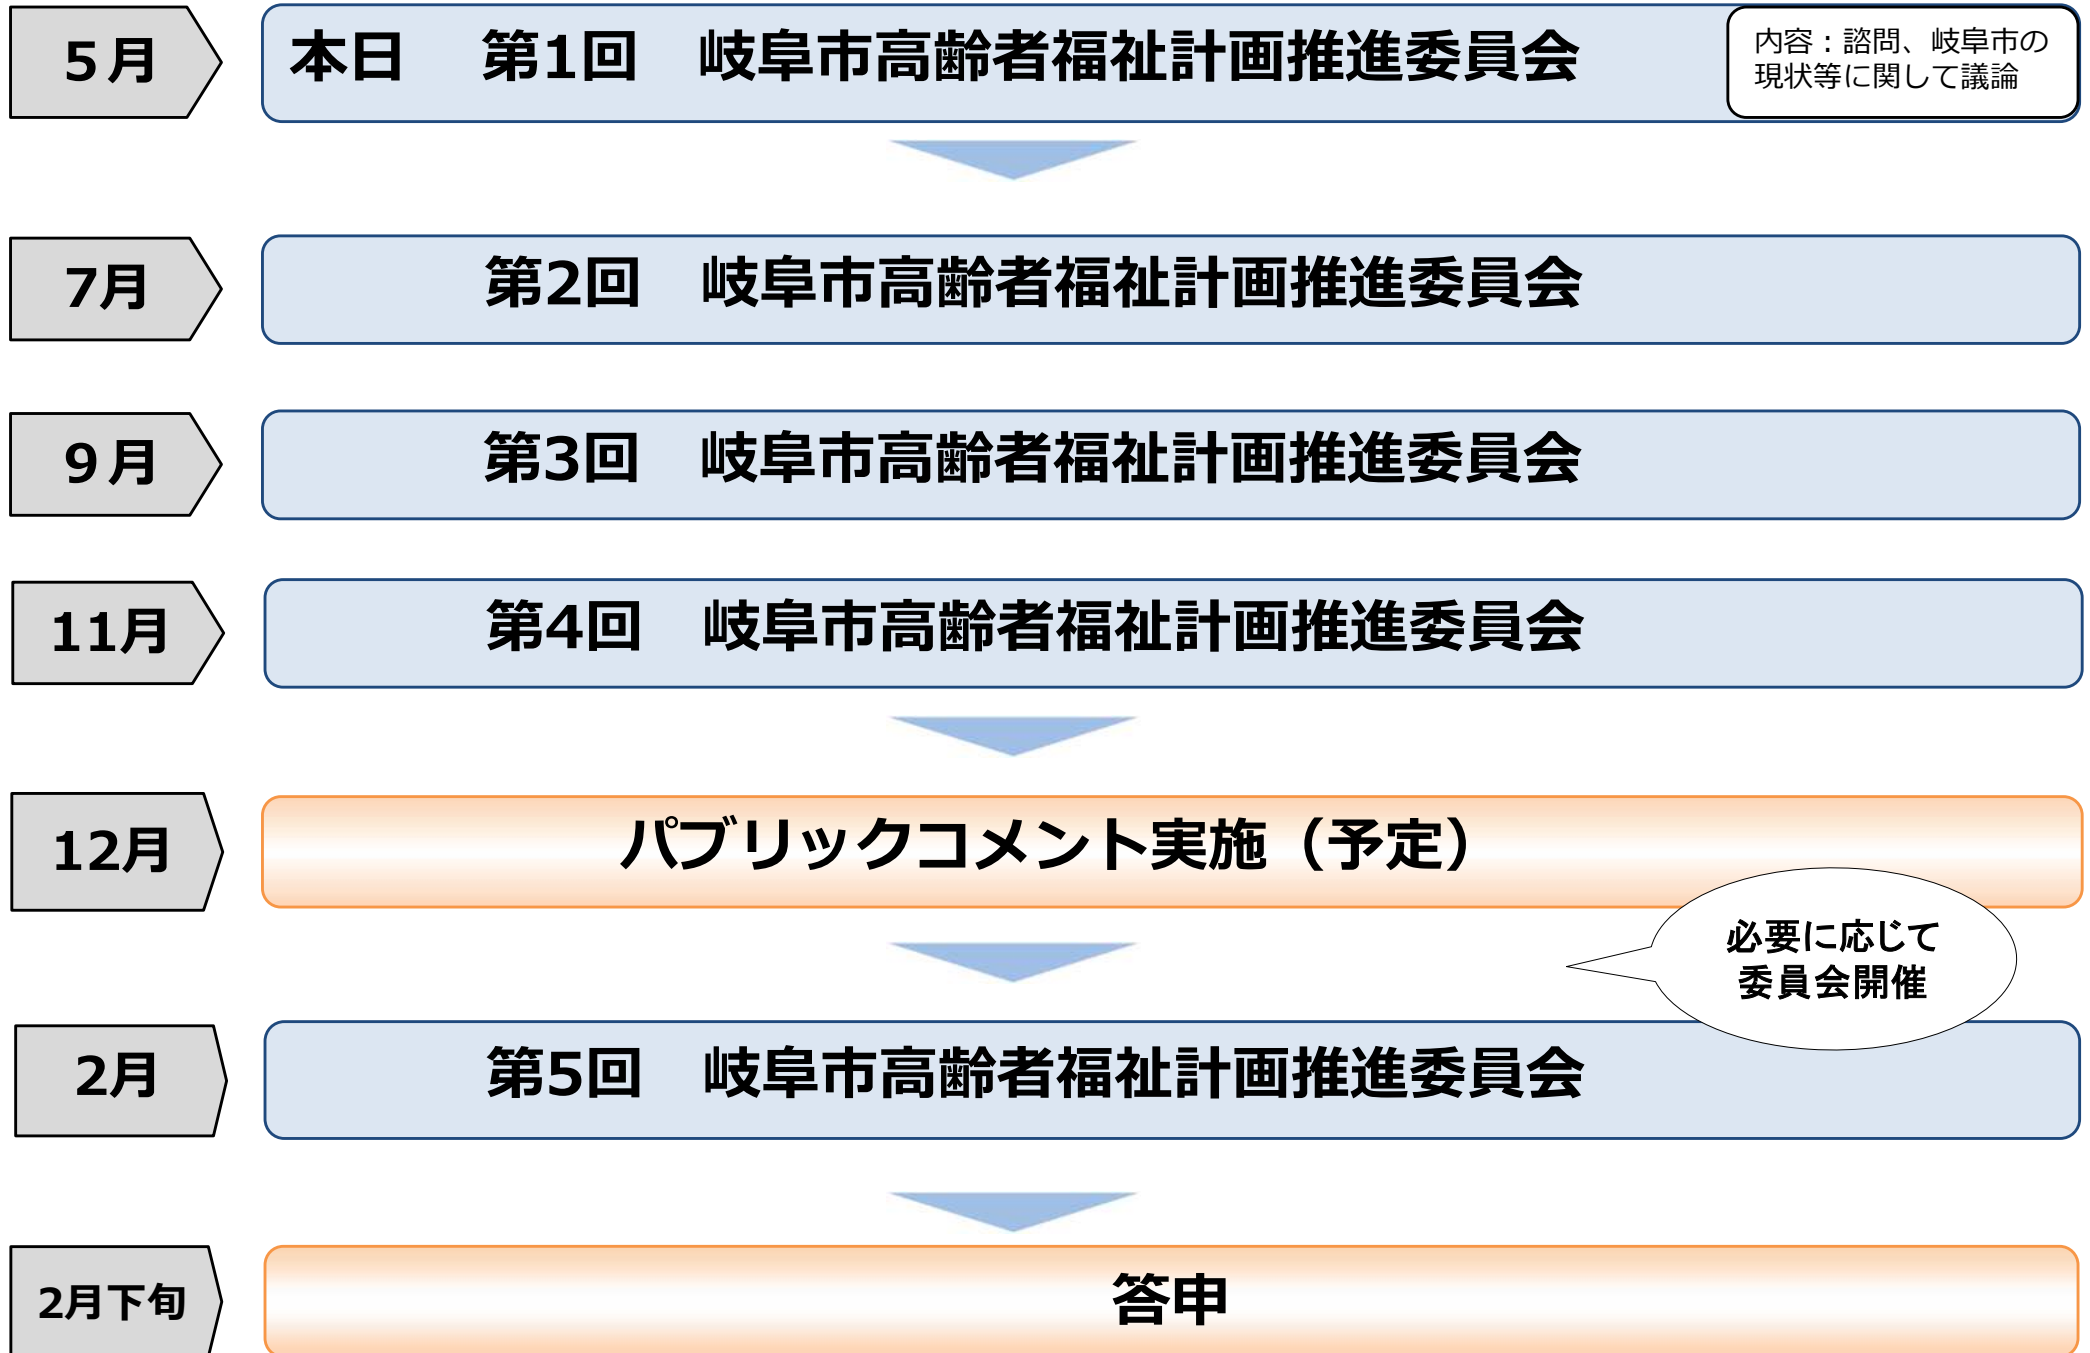 ５月
本日　第1回　岐阜市高齢者福祉計画推進委員会
内容：諮問、岐阜市の
現状等に関して議論
7月
第2回　岐阜市高齢者福祉計画推進委員会
９月
第3回　岐阜市高齢者福祉計画推進委員会
11月
第4回　岐阜市高齢者福祉計画推進委員会
12月
パブリックコメント実施（予定）
必要に応じて
委員会開催
2月
第5回　岐阜市高齢者福祉計画推進委員会
2月下旬
答申